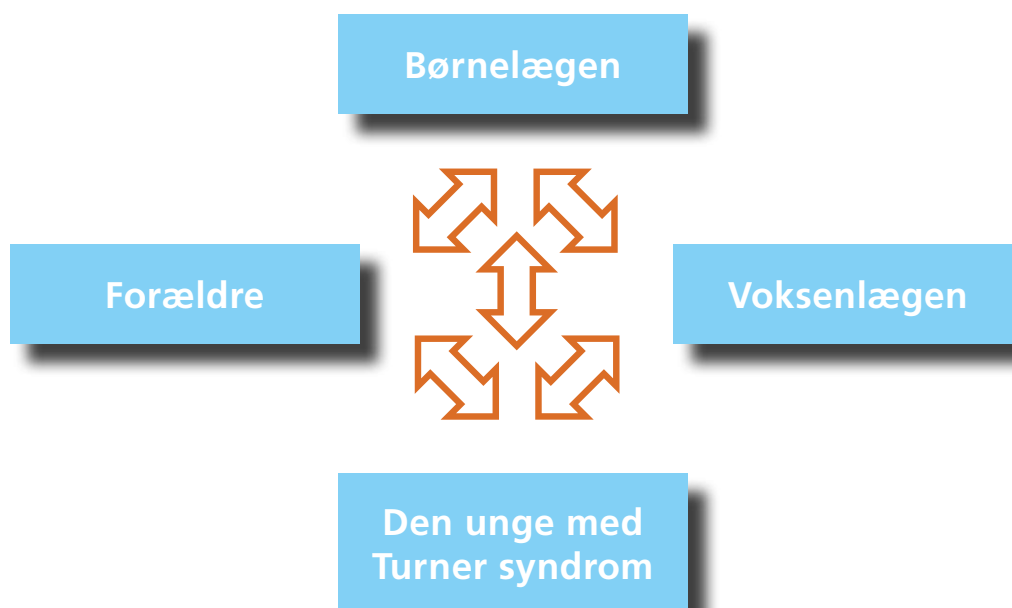 Børnelægen
Forældre
Voksenlægen
Den unge med
Turner syndrom